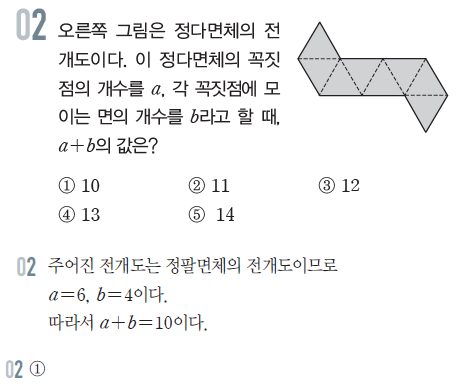 02 오른쪽 그림은 정다면체의 전
개도이다. 이 정다면체의 꼭짓
점의 개수를 a, 각 꼭짓점에 모
이는 면의 개수를 b라고 할 때,
a+b의 값은?
① 10 ② 11 ③ 12
④ 13 ⑤ 14
02 주어진 전개도는 정팔면체의 전개도이므로
a=6, b=4이다.
따라서 a+b=10이다.
02 ①